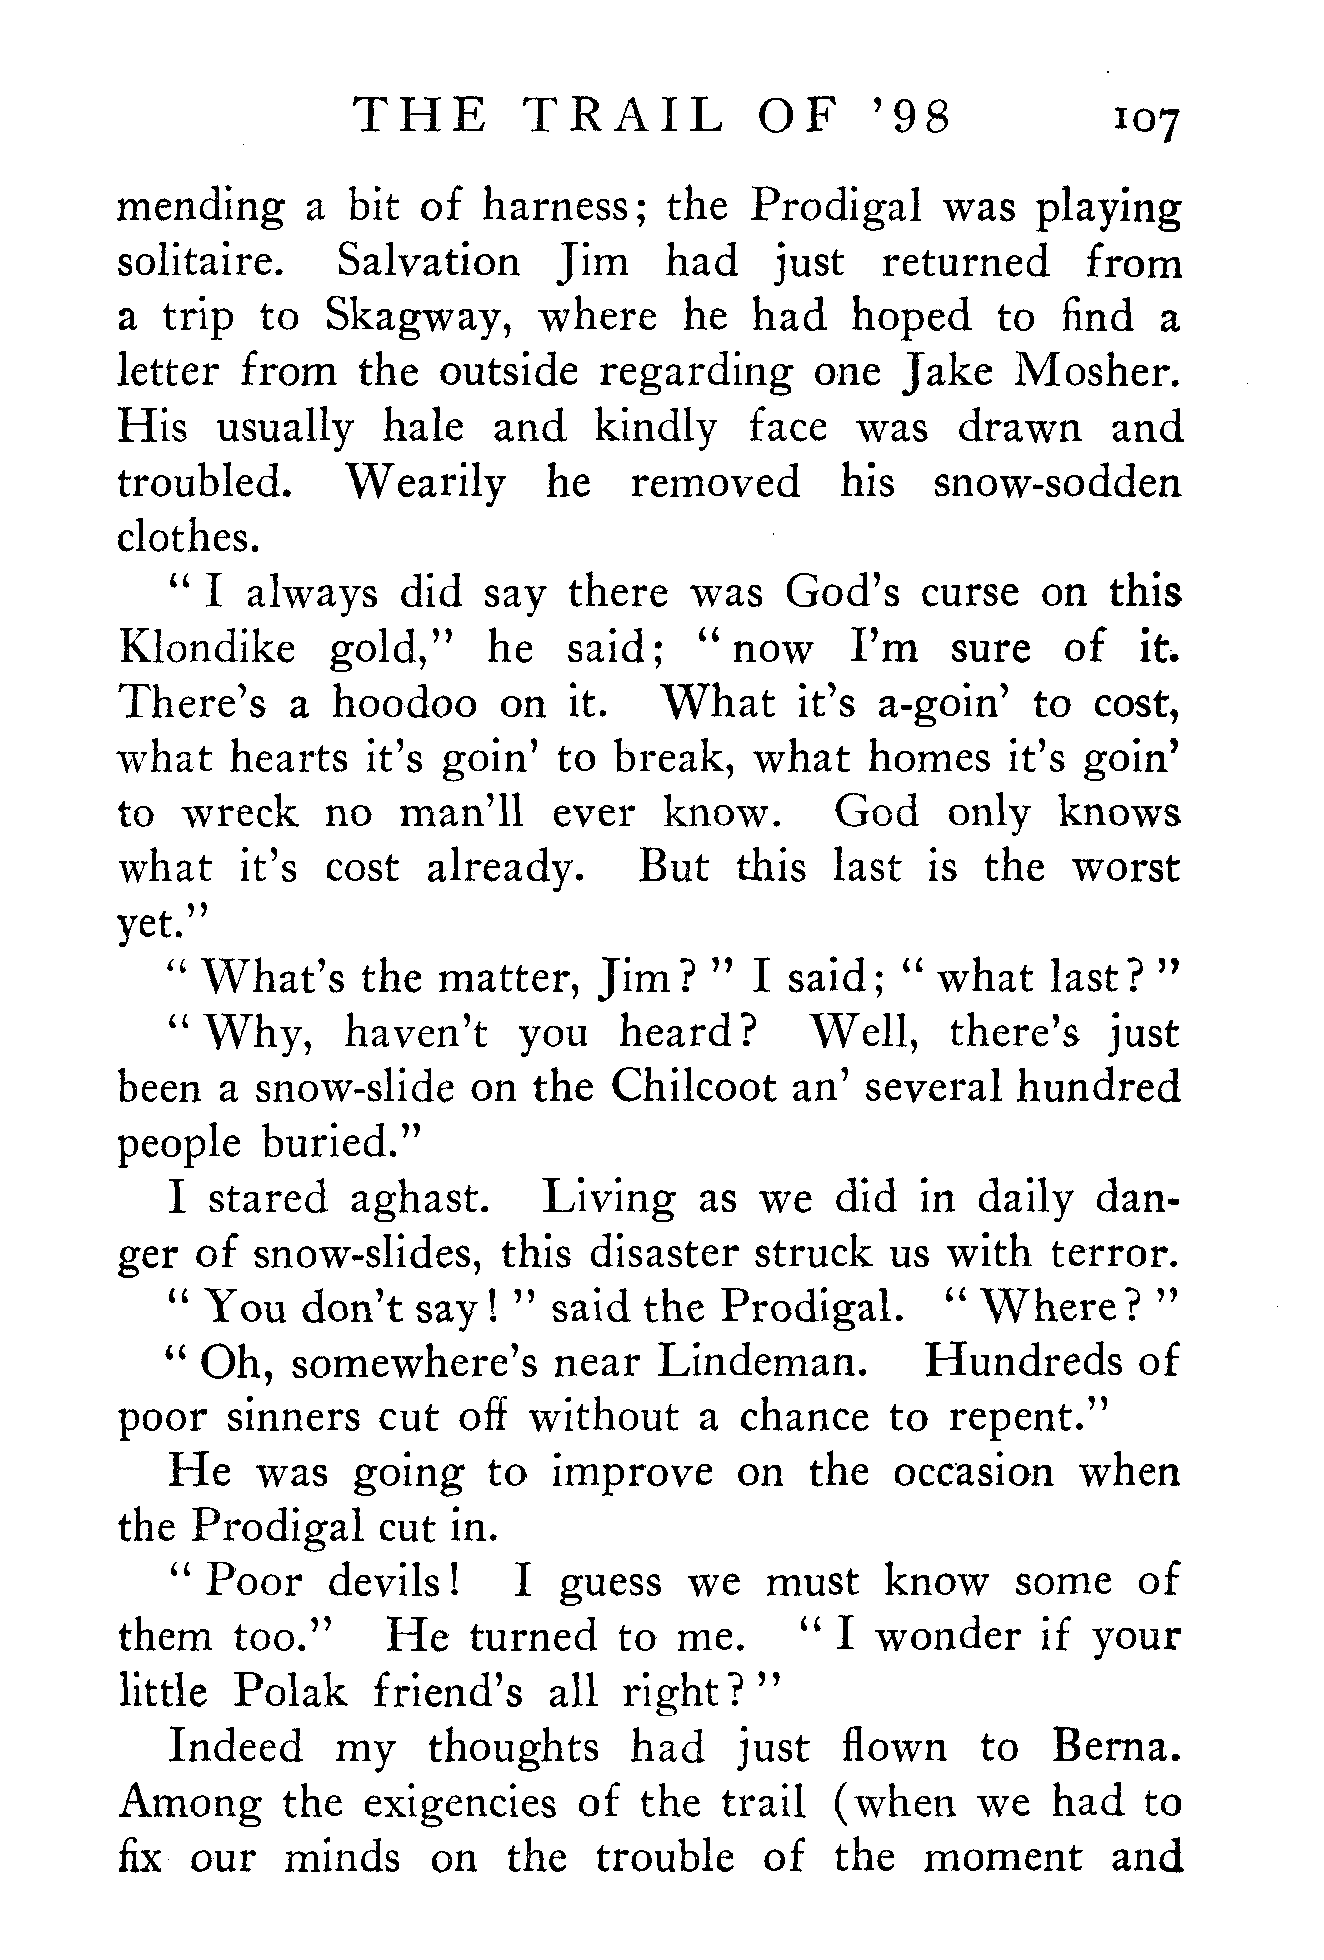 THE TRAIL OF '98 107
mending a bit of harness; the Prodigal was playing
solitaire. Salvation Jim had just returned from
a trip to Skagway, where he had hoped to find a
letter from the outside regarding one Jake Mosher.
His usually hale and kindly face was drawn and
troubled. Wearily he removed his snow-sodden
clothes.
“ I always did say there was God's curse on this
Klondike gold,” he said; “ now I'm sure of it.
There's a hoodoo on it. What it's a-goin' to cost,
what hearts it's goin' to break, what homes it's goin'
to wreck no man'll ever know. God only knows
what it's cost already. But this last is the worst
yet.”
“ What's the matter, Jim? ” I said; “ what last? ”
“ Why, haven't you heard? Well, there's just
been a snow-slide on the Chilcoot an' several hundred
people buried.”
I stared aghast. Living as we did in daily dan-
ger of snow-slides, this disaster struck us with terror.
“ You don't say! ” said the Prodigal. “ Where? ”
“ Oh, somewhere's near Lindeman. Hundreds of
poor sinners cut off without a chance to repent.”
He was going to improve on the occasion when
the Prodigal cut in.
“ Poor devils! I guess we must know some of
them too.” He turned to me. “ I wonder if your
little Polak friend's all right? ”
Indeed my thoughts had just flown to Berna.
Among the exigencies of the trail (when we had to
fix our minds on the trouble of the moment and